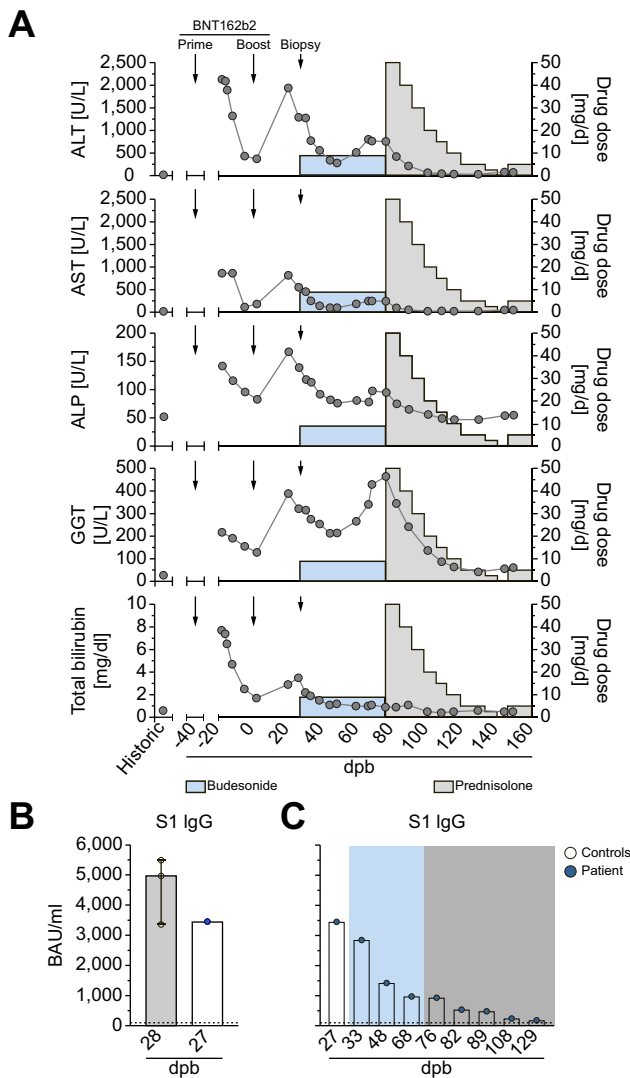 A
BNT162b2
Prime Boost Biopsy
ALT [U/L]
2,500
2,000
1,500
1,000
500
0
50
40
30
20
10
0
Drug dose
[mg/d]
AST [U/L]
2,500
2,000
1,500
1,000
500
0
50
40
30
20
10
0
Drug dose
[mg/d]
ALP [U/L]
200
150
100
50
0
50
40
30
20
10
0
Drug dose
[mg/d]
GGT
[U/L]
500
400
300
200
100
0
50
40
30
20
10
0
Drug dose
[mg/d]
Total bilirubin
[mg/dl]
10
8
6
4
2
0
50
40
30
20
10
0
Drug dose
[mg/d]
Historic -40 -20 0 20 40 60 80 100 120 140 160
dpb
Budesonide Prednisolone
B
S1 IgG
BAU/ml
6,000
5,000
4,000
3,000
2,000
1,000
0
28 27
dpb
C
S1 IgG
Controls
Patient
27 33 48 68 76 82 89 108 129
dpb